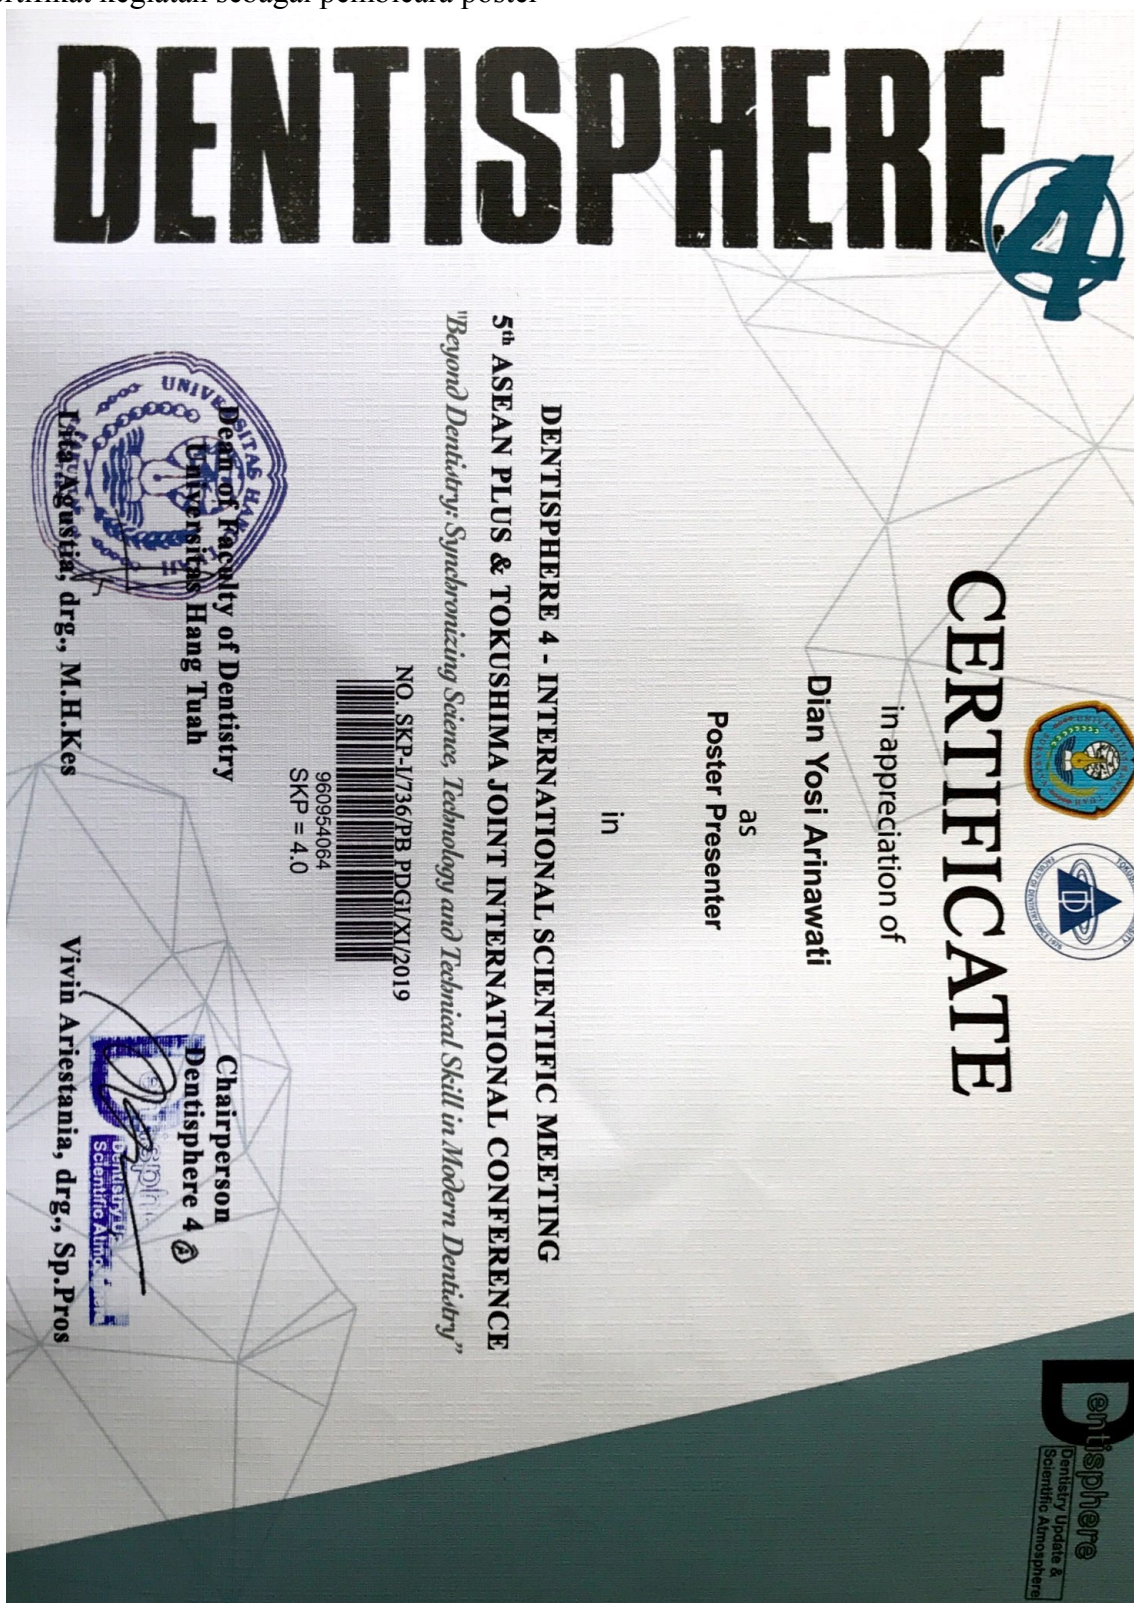 kegiatan sebagai pembicara poster
DENTISPHERE 4
CERTIFICATE
in appreciation of
Dian Yosi Arinawati
as
Poster Presenter
in
DENTISPHERE 4 - INTERNATIONAL SCIENTIFIC MEETING
5th ASEAN PLUS & TOKUSHIMA JOINT INTERNATIONAL CONFERENCE
"Beyond Dentistry: Synchronizing Science, Technology and Technical Skill in Modern Dentistry"
NO. SKP-I/736/PB PDGI/XI/2019
960954064
SKP = 4.0
Dean of Faculty of Dentistry
Universitas Hang Tuah
UNIVERSITAS HANG
Lita Agustia, drg., M.H.Kes
Chairperson
Dentisphere 4
Vivin Ariestania, drg., Sp.Pros
Dentisphere
Dentistry Update &
Scientific Atmosphere